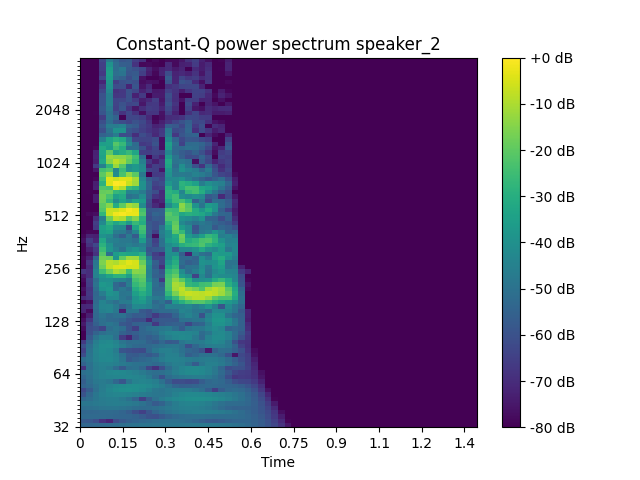 Constant-Q power spectrum speaker_2
+0 dB
-10 dB
-20 dB
-30 dB
-40 dB
-50 dB
-60 dB
-70 dB
-80 dB
Hz
2048
1024
512
256
128
64
32
0 0.15 0.3 0.45 0.6 0.75 0.9 1.1 1.2 1.4
Time